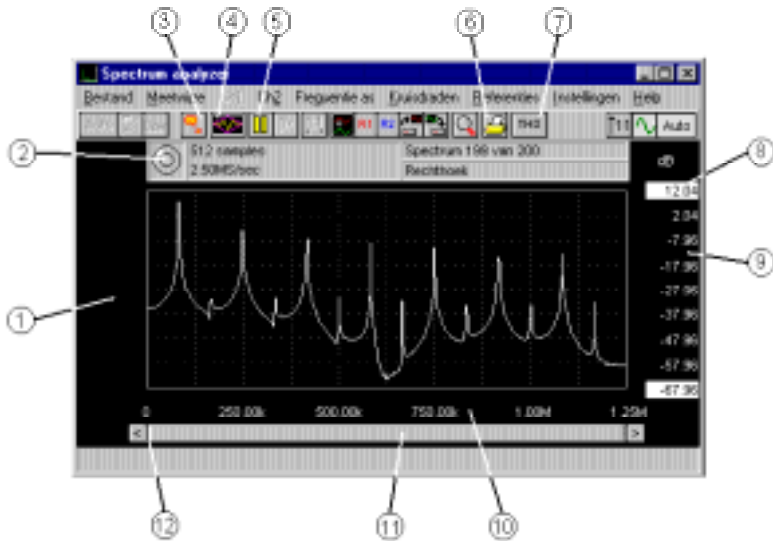 3 4 5 6 7
Spectrum analyzer
Bestand Meetwijze Ch2 Frequentie as Kruisdraden Referenties Instellingen Help
R1 R2 THD 1:1 Auto
2 512 samples Spectrum 199 van 200 dB 8
2.50MS/sec Rechthoek
12.04
2.04
-7.96 9
-17.96
1 -27.96
-37.96
-47.96
-57.96
-67.96
0 250.00k 500.00k 750.00k 1.00M 1.25M
< >
12 11 10